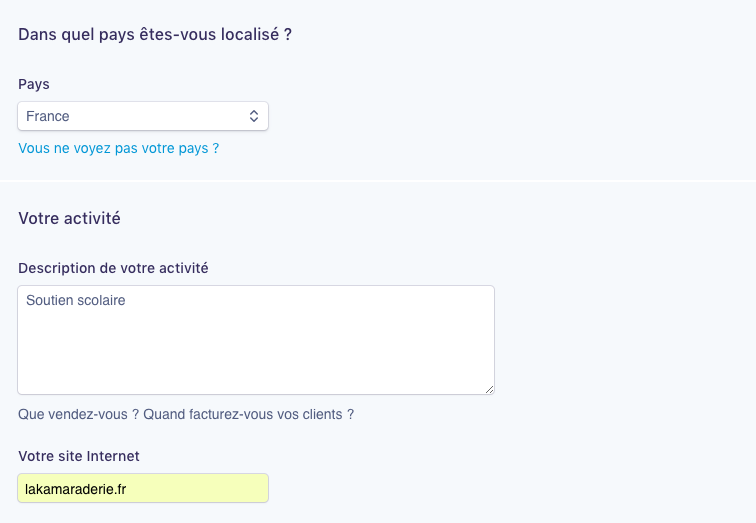 Dans quel pays êtes-vous localisé ?
Pays
France
Vous ne voyez pas votre pays ?
Votre activité
Description de votre activité
Soutien scolaire
Que vendez-vous ? Quand facturez-vous vos clients ?
Votre site Internet
lakamaraderie.fr